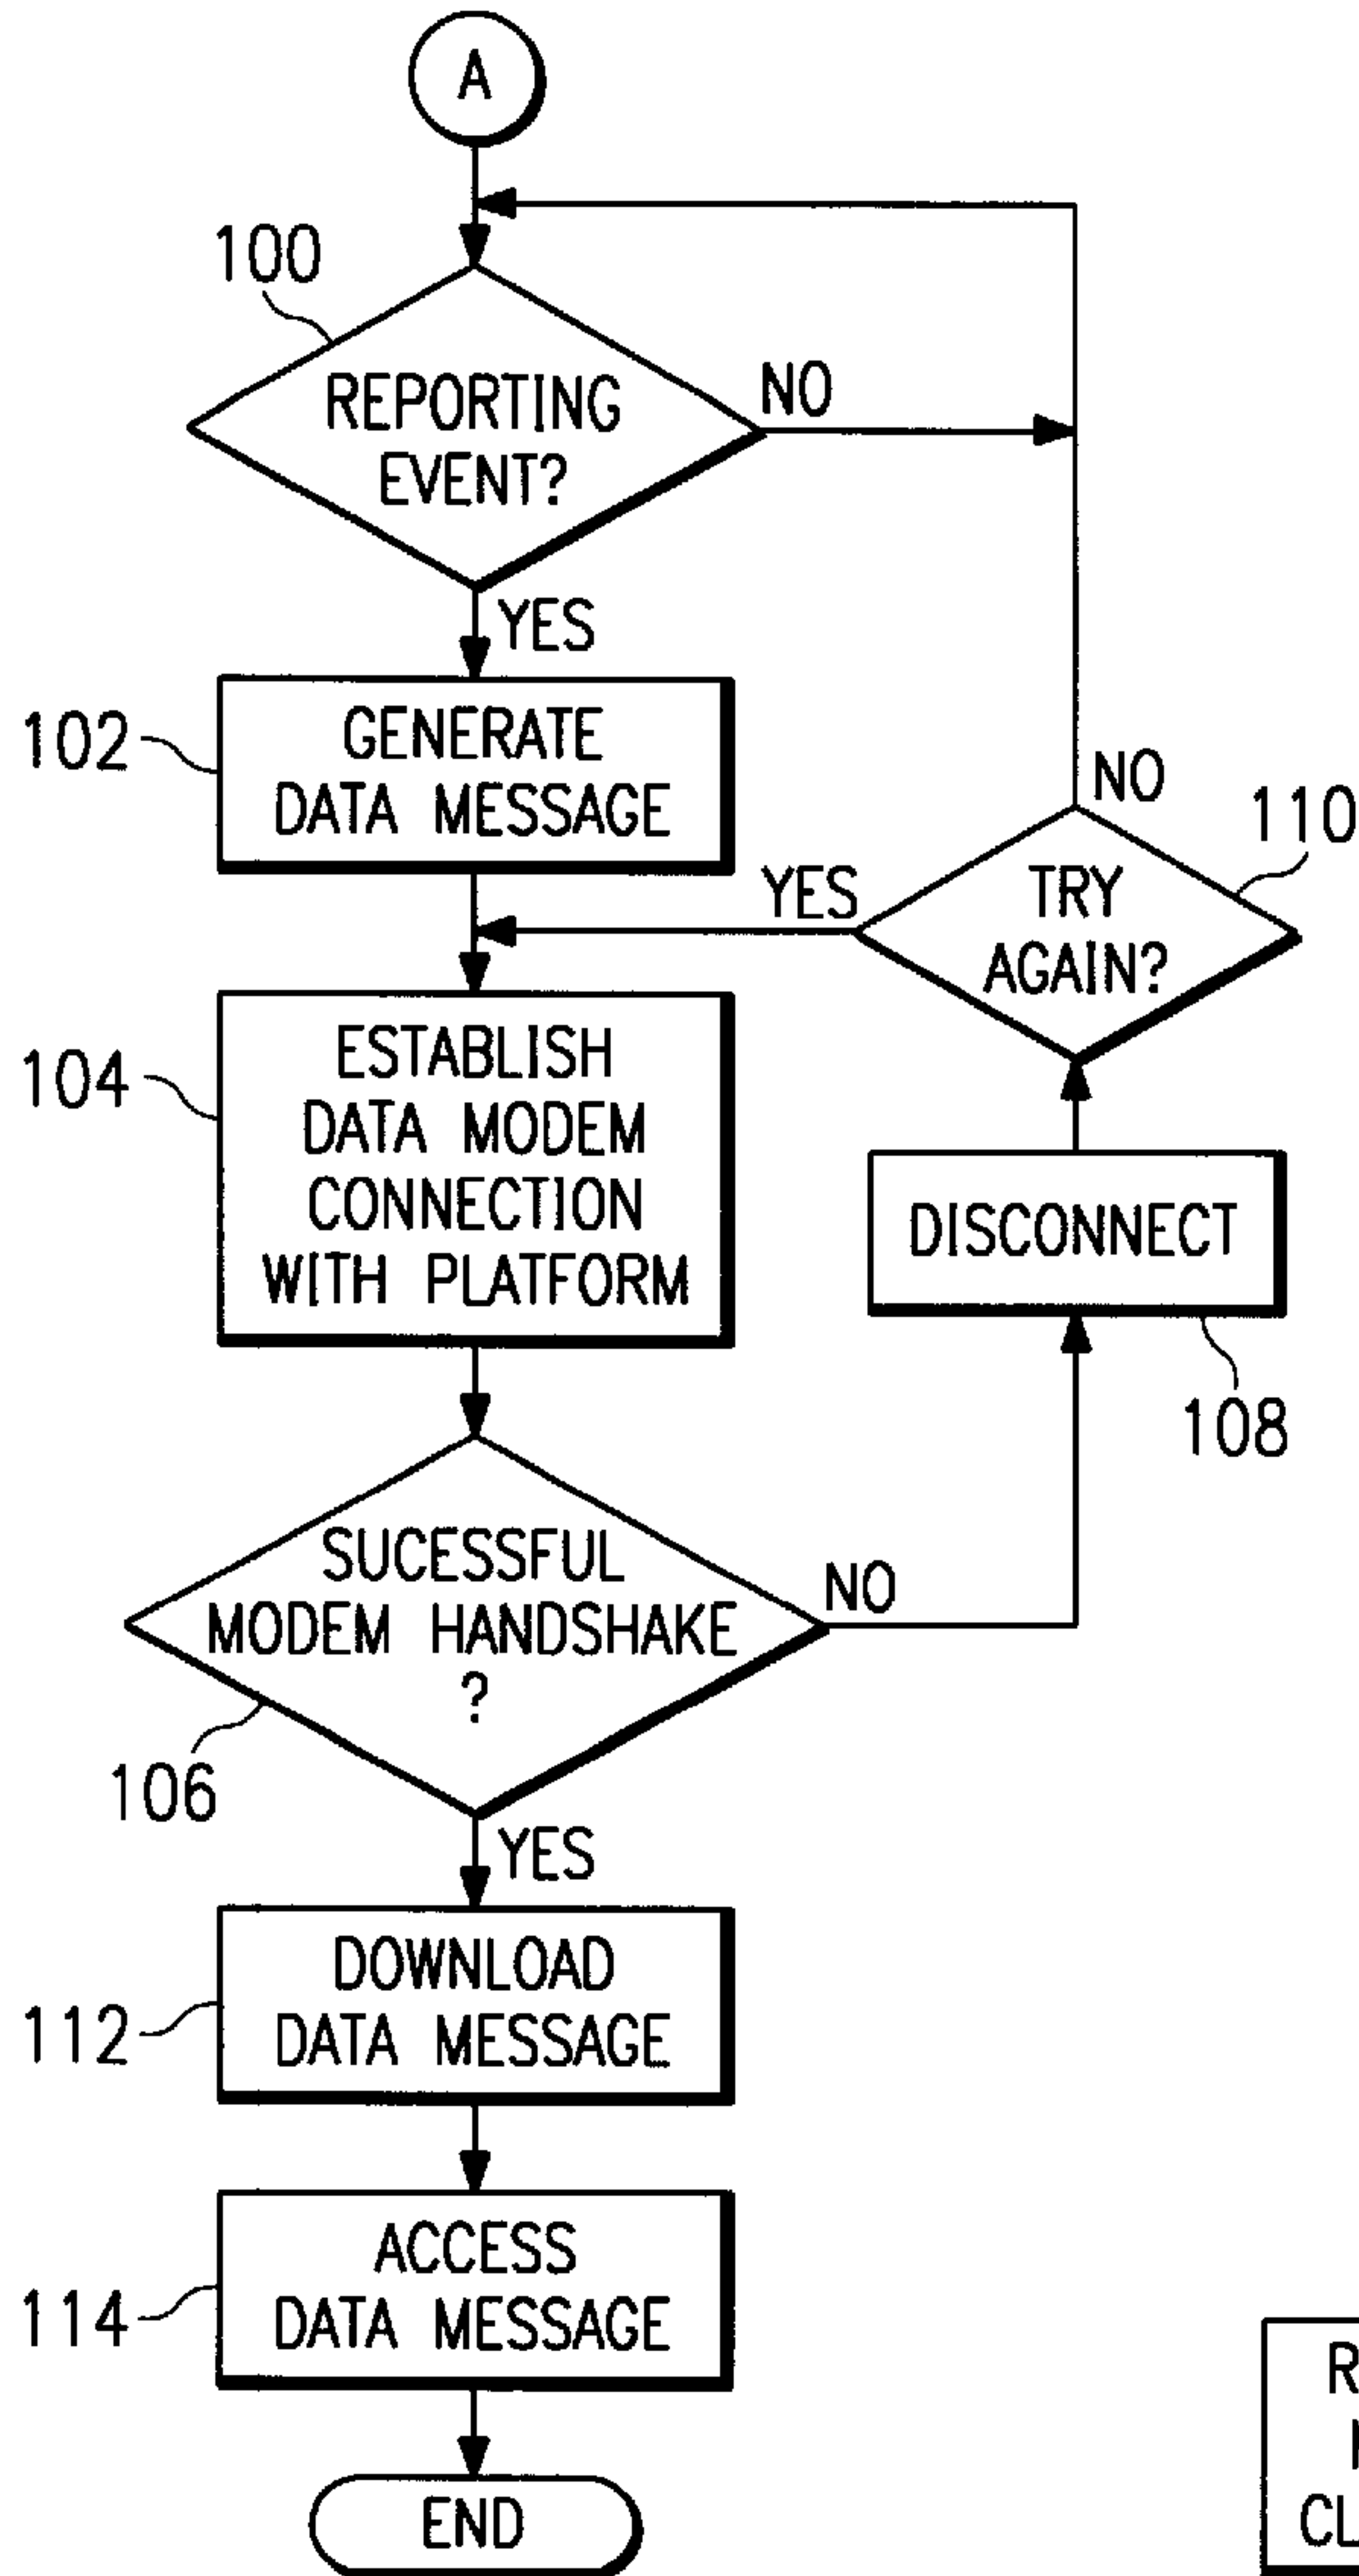 A
100
REPORTING
EVENT?
NO
YES
102
GENERATE
DATA MESSAGE
NO
110
TRY
AGAIN?
YES
104
ESTABLISH
DATA MODEM
CONNECTION
WITH PLATFORM
DISCONNECT
108
SUCESSFUL
MODEM HANDSHAKE
?
NO
106
YES
112
DOWNLOAD
DATA MESSAGE
114
ACCESS
DATA MESSAGE
END
R
CL